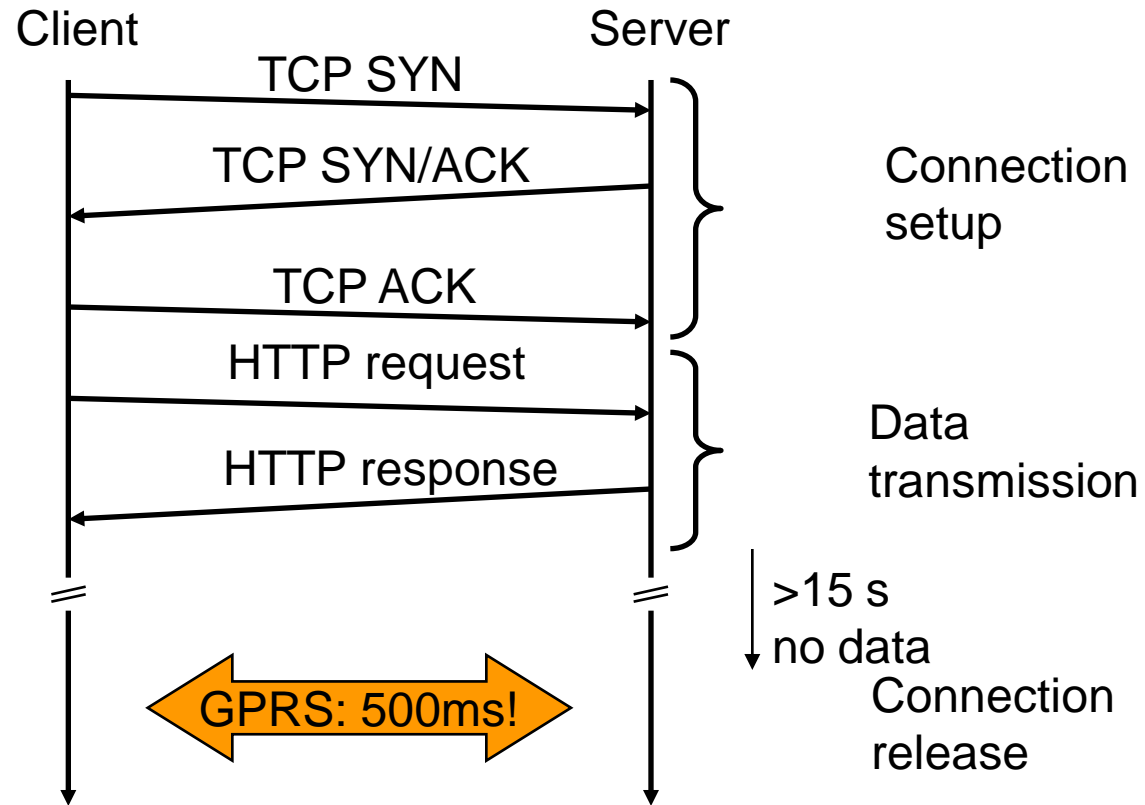 Client
Server
TCP SYN
TCP SYN/ACK
Connection
setup
TCP ACK
HTTP request
Data
transmission
HTTP response
>15 s
no data
GPRS: 500ms!
Connection
release